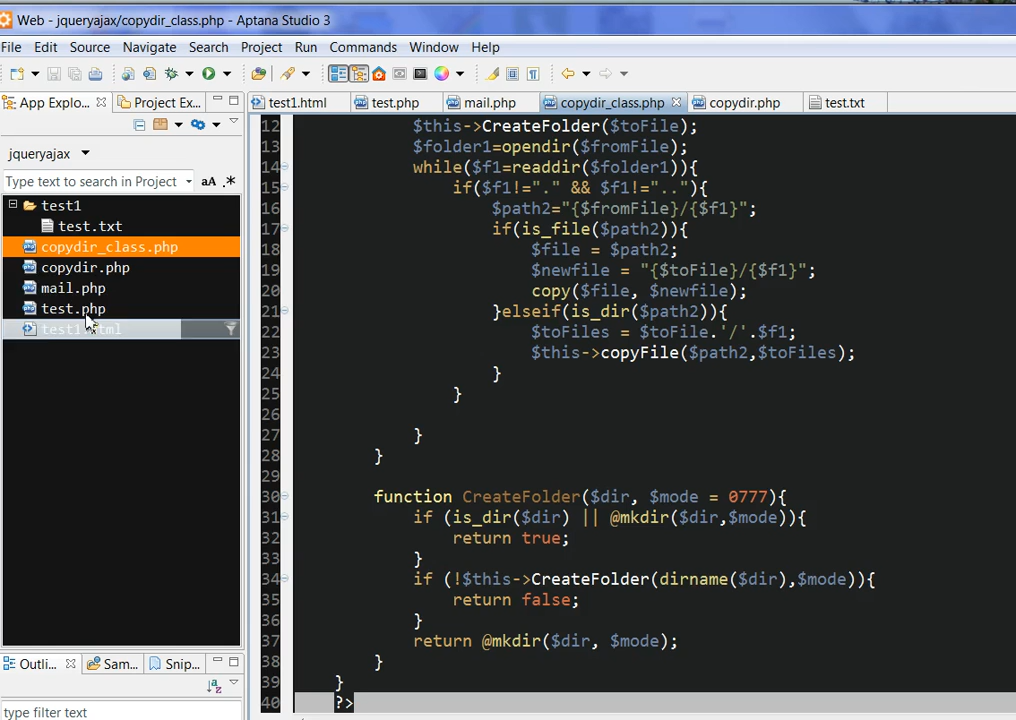 Web - jqueryajax/copydir_class.php - Aptana Studio 3
File Edit Source Navigate Search Project Run Commands Window Help
App Explo... Project Ex...
test1.html test.php mail.php copydir_class.php copydir.php test.txt
jqueryajax
Type text to search in Project aA .*
test1
test.txt
copydir_class.php
copydir.php
mail.php
test.php
12 $this->CreateFolder($toFile);
13 $folder1=opendir($fromFile);
14 while($f1=readdir($folder1)){
15 if($f1!="." && $f1!=".."){
16 $path2="{$fromFile}/{$f1}";
17 if(is_file($path2)){
18 $file = $path2;
19 $newfile = "{$toFile}/{$f1}";
20 copy($file, $newfile);
21 }elseif(is_dir($path2)){
22 $toFiles = $toFile.'/'.$f1;
23 $this->copyFile($path2,$toFiles);
24 }
25 }
26
27 }
28 }
29
30 function CreateFolder($dir, $mode = 0777){
31 if (is_dir($dir) || @mkdir($dir,$mode)){
32 return true;
33 }
34 if (!$this->CreateFolder(dirname($dir),$mode)){
35 return false;
36 }
37 return @mkdir($dir, $mode);
38 }
39 }
40 ?>
Outli... Sam... Snip...
type filter text